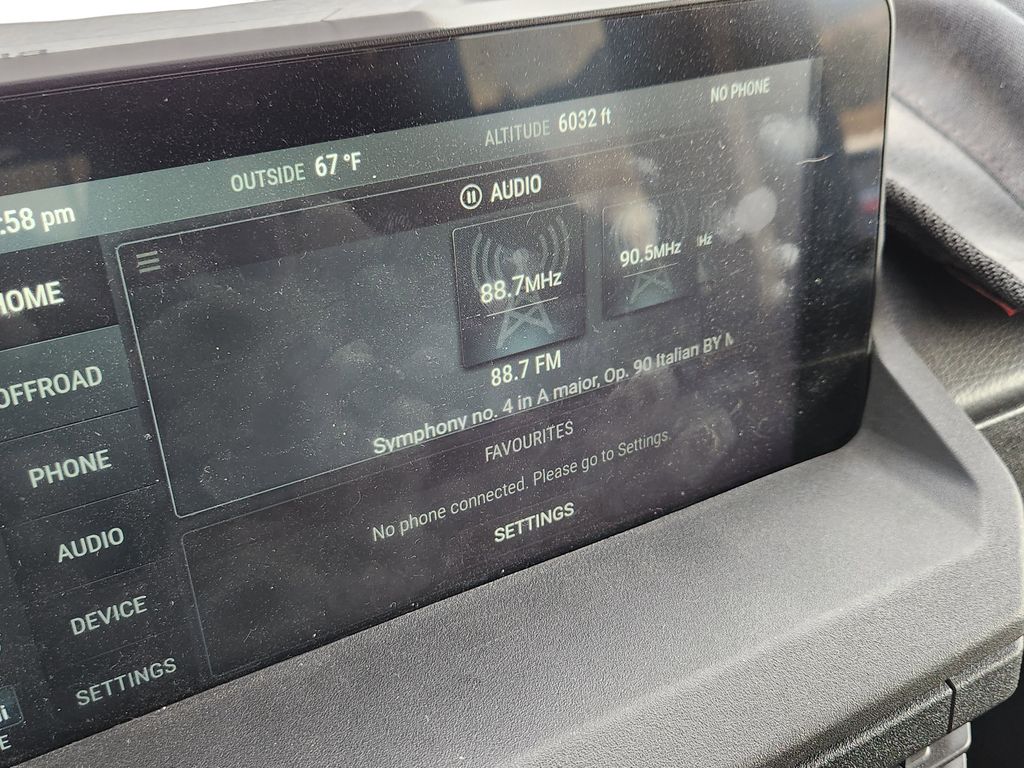 NO PHONE
ALTITUDE 6032 ft
OUTSIDE 67 °F
:58 pm
AUDIO
HOME
88.7MHz
90.5MHz
Hz
OFFROAD
88.7 FM
Symphony no. 4 in A major, Op. 90 Italian BY M
PHONE
FAVOURITES
No phone connected. Please go to Settings.
AUDIO
SETTINGS
DEVICE
SETTINGS